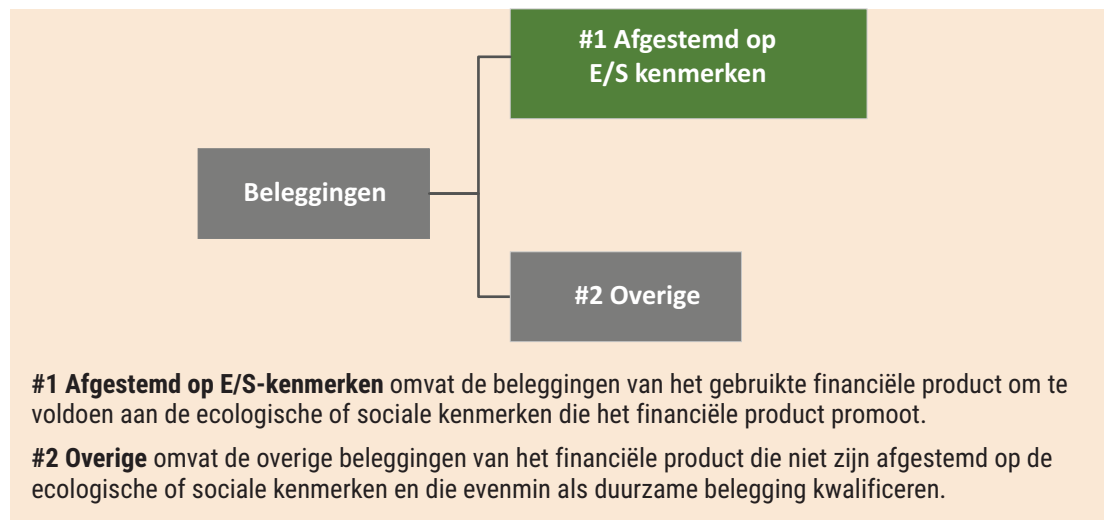 #1 Afgestemd op
E/S kenmerken
Beleggingen
#2 Overige
#1 Afgestemd op E/S-kenmerken omvat de beleggingen van het gebruikte financiële product om te
voldoen aan de ecologische of sociale kenmerken die het financiële product promoot.
#2 Overige omvat de overige beleggingen van het financiële product die niet zijn afgestemd op de
ecologische of sociale kenmerken en die evenmin als duurzame belegging kwalificeren.